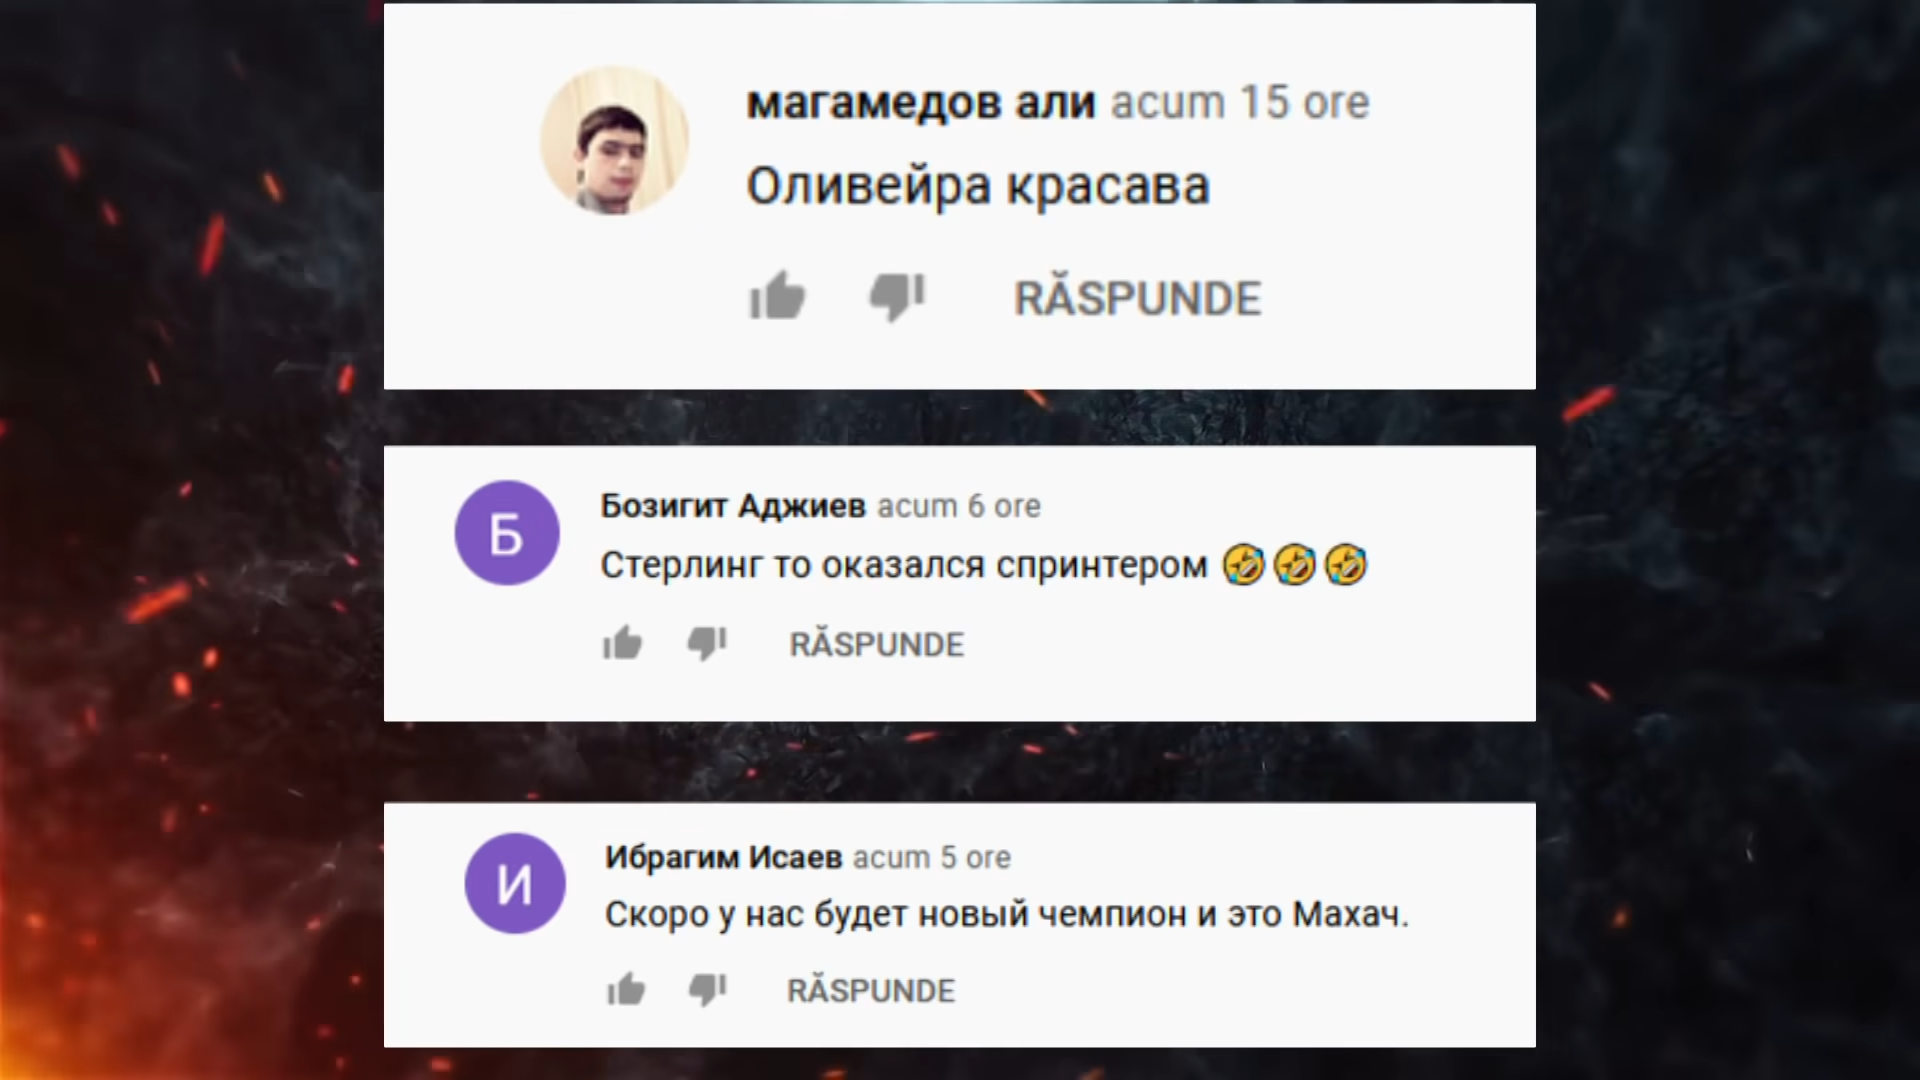 магамедов али acum 15 ore
Оливейра красава
RĂSPUNDE
Б
Бозигит Аджиев acum 6 ore
Стерлинг то оказался спринтером 🤣🤣🤣
RĂSPUNDE
И
Ибрагим Исаев acum 5 ore
Скоро у нас будет новый чемпион и это Махач.
RĂSPUNDE